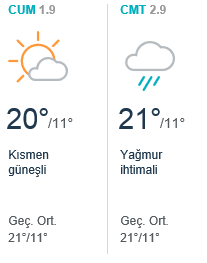 CUM 1.9
20°/11°
Kısmen
güneşli
Geç. Ort.
21°/11°
CMT 2.9
21°/11°
Yağmur
ihtimali
Geç. Ort.
21°/11°